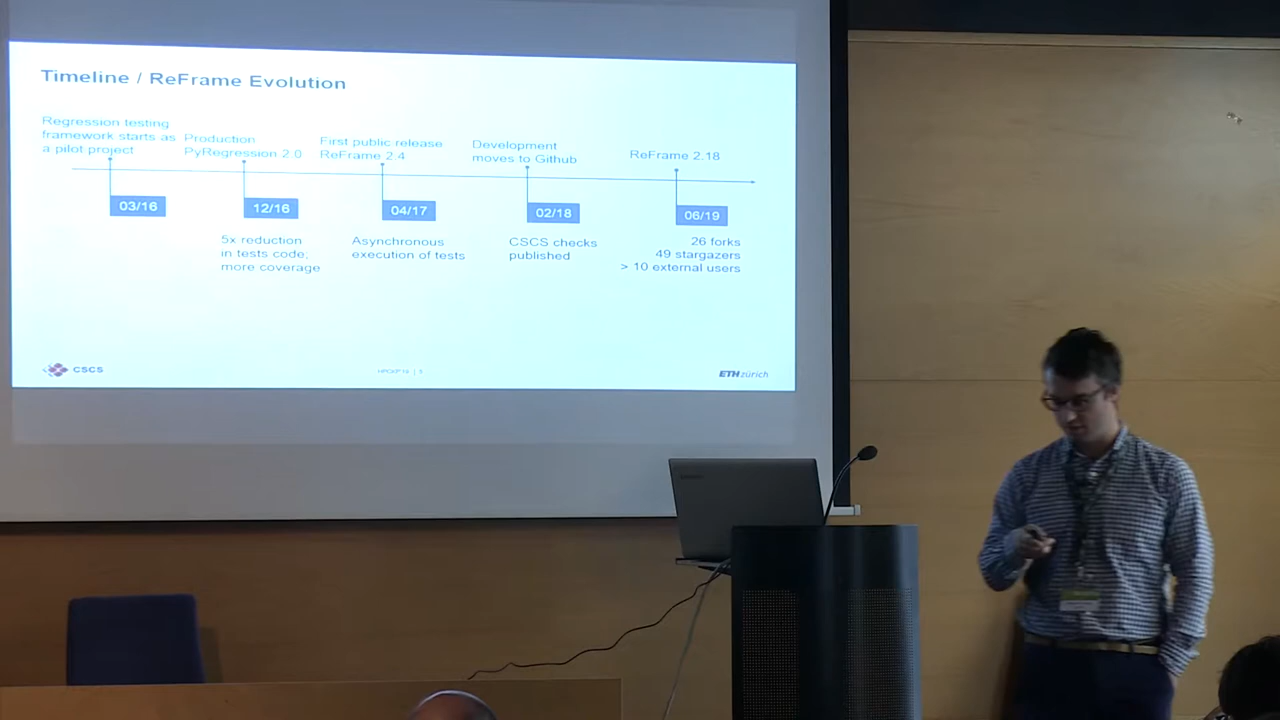 Timeline / ReFrame Evolution
Regression testing
framework starts as
a pilot project
Production
PyRegression 2.0
First public release
ReFrame 2.4
Development
moves to Github
ReFrame 2.18
03/16
12/16
04/17
02/18
06/19
5x reduction
in tests code;
more coverage
Asynchronous
execution of tests
CSCS checks
published
26 forks
49 stargazers
> 10 external users
CSCS
ETHzürich